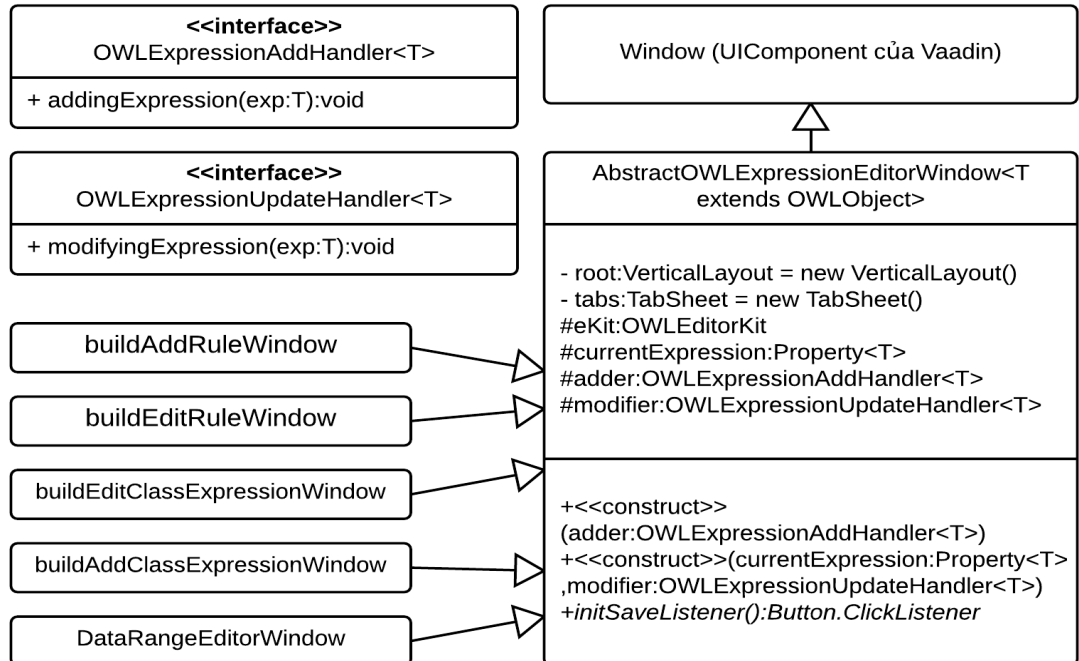 <<interface>>
OWLExpressionAddHandler<T>
+ addingExpression(exp:T):void
<<interface>>
OWLExpressionUpdateHandler<T>
+ modifyingExpression(exp:T):void
buildAddRuleWindow
buildEditRuleWindow
buildEditClassExpressionWindow
buildAddClassExpressionWindow
DataRangeEditorWindow
Window (UIComponent của Vaadin)
AbstractOWLExpressionEditorWindow<T
extends OWLObject>
- root:VerticalLayout = new VerticalLayout()
- tabs:TabSheet = new TabSheet()
#eKit:OWLEditorKit
#currentExpression:Property<T>
#adder:OWLExpressionAddHandler<T>
#modifier:OWLExpressionUpdateHandler<T>
+<<construct>>
(adder:OWLExpressionAddHandler<T>)
+<<construct>>(currentExpression:Property<T>
,modifier:OWLExpressionUpdateHandler<T>)
+initSaveListener():Button.ClickListener